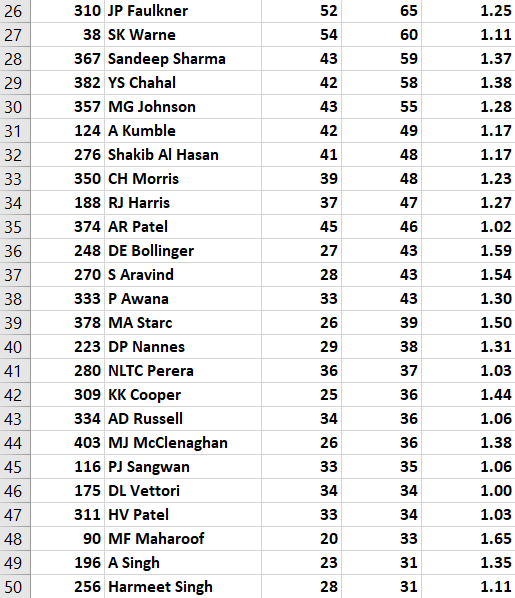 26 310 JP Faulkner 52 65 1.25
27 38 SK Warne 54 60 1.11
28 367 Sandeep Sharma 43 59 1.37
29 382 YS Chahal 42 58 1.38
30 357 MG Johnson 43 55 1.28
31 124 A Kumble 42 49 1.17
32 276 Shakib Al Hasan 41 48 1.17
33 350 CH Morris 39 48 1.23
34 188 RJ Harris 37 47 1.27
35 374 AR Patel 45 46 1.02
36 248 DE Bollinger 27 43 1.59
37 270 S Aravind 28 43 1.54
38 333 P Awana 33 43 1.30
39 378 MA Starc 26 39 1.50
40 223 DP Nannes 29 38 1.31
41 280 NLTC Perera 36 37 1.03
42 309 KK Cooper 25 36 1.44
43 334 AD Russell 34 36 1.06
44 403 MJ McClenaghan 26 36 1.38
45 116 PJ Sangwan 33 35 1.06
46 175 DL Vettori 34 34 1.00
47 311 HV Patel 33 34 1.03
48 90 MF Maharoof 20 33 1.65
49 196 A Singh 23 31 1.35
50 256 Harmeet Singh 28 31 1.11